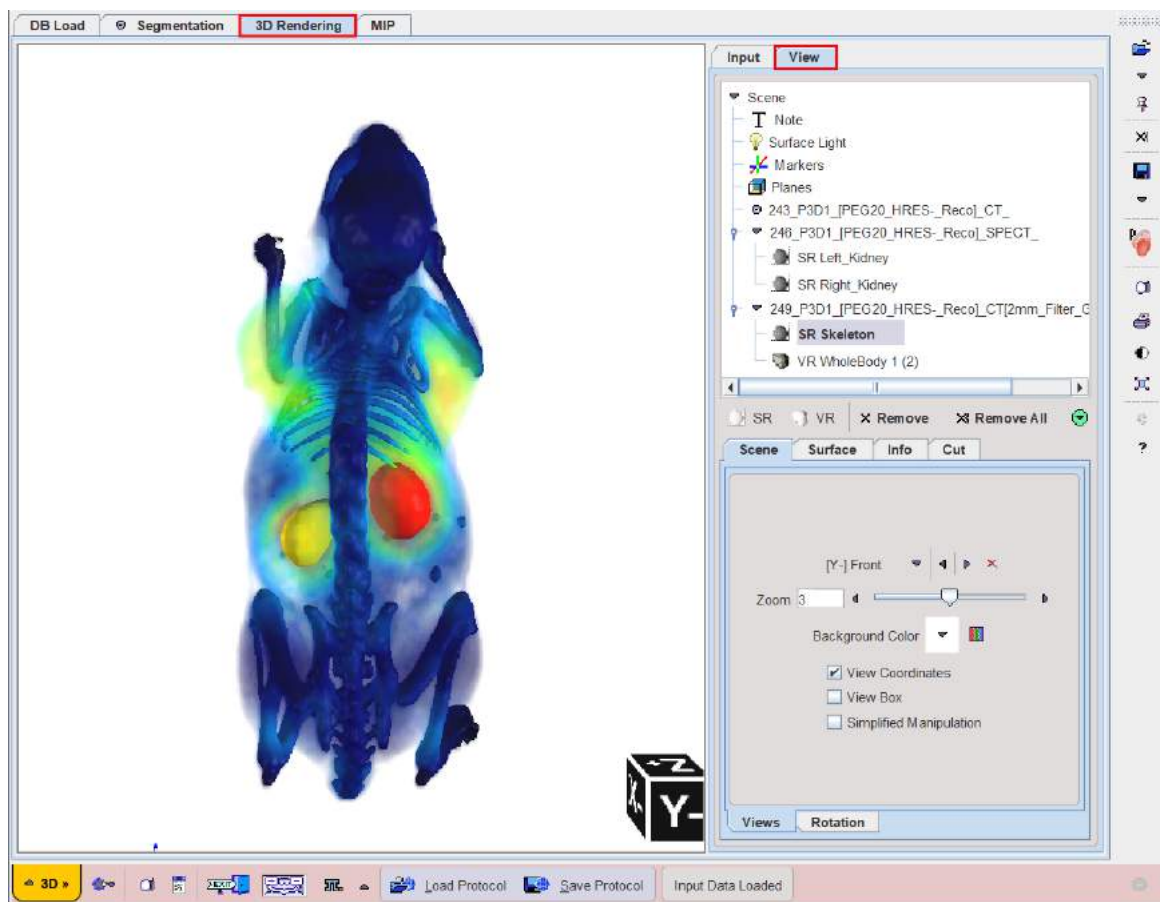 DB Load Segmentation 3D Rendering MIP
Input View
Scene
T Note
Surface Light
Markers
Planes
243_P3D1_[PEG20_HRES-_Reco]_CT_
246_P3D1_[PEG20_HRES-_Reco]_SPECT_
SR Left_Kidney
SR Right_Kidney
249_P3D1_[PEG20_HRES-_Reco]_CT[2mm_Filter_G
SR Skeleton
VR WholeBody 1 (2)
SR VR Remove Remove All
Scene Surface Info Cut
[Y-] Front
Zoom 3
Background Color
View Coordinates
View Box
Simplified Manipulation
Views Rotation
X- Y-
3D Load Protocol Save Protocol Input Data Loaded
?